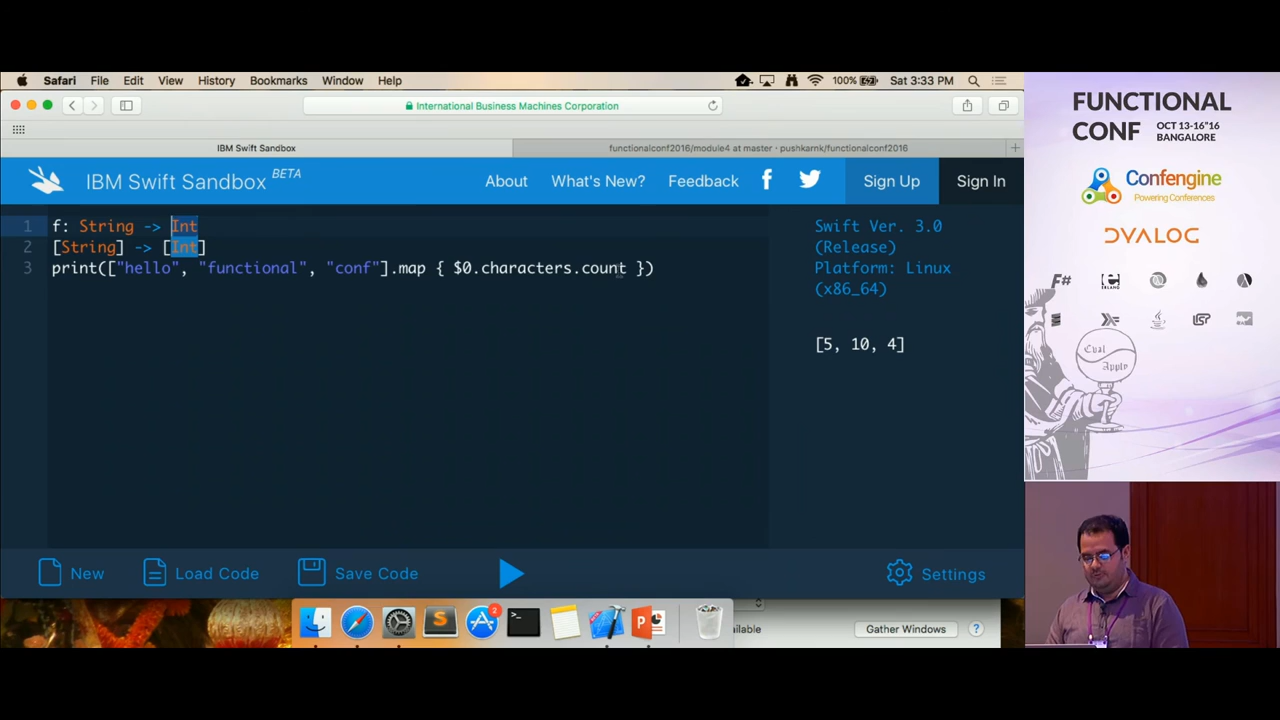 Safari File Edit View History Bookmarks Window Help
100% Sat 3:33 PM
International Business Machines Corporation
IBM Swift Sandbox
functionalconf2016/module4 at master · pushkarnk/functionalconf2016
IBM Swift Sandbox BETA
About What's New? Feedback Sign Up Sign In
1 f: String -> Int
2 [String] -> [Int]
3 print(["hello", "functional", "conf"].map { $0.characters.count })
Swift Ver. 3.0
(Release)
Platform: Linux
(x86_64)
[5, 10, 4]
New Load Code Save Code Settings
2
ailable
Gather Windows
?
FUNCTIONAL
CONF
OCT 13-16"16
BANGALORE
Confengine
Powering Conferences
DYALOG
F#
ERLANG
LISP
Eval
Apply